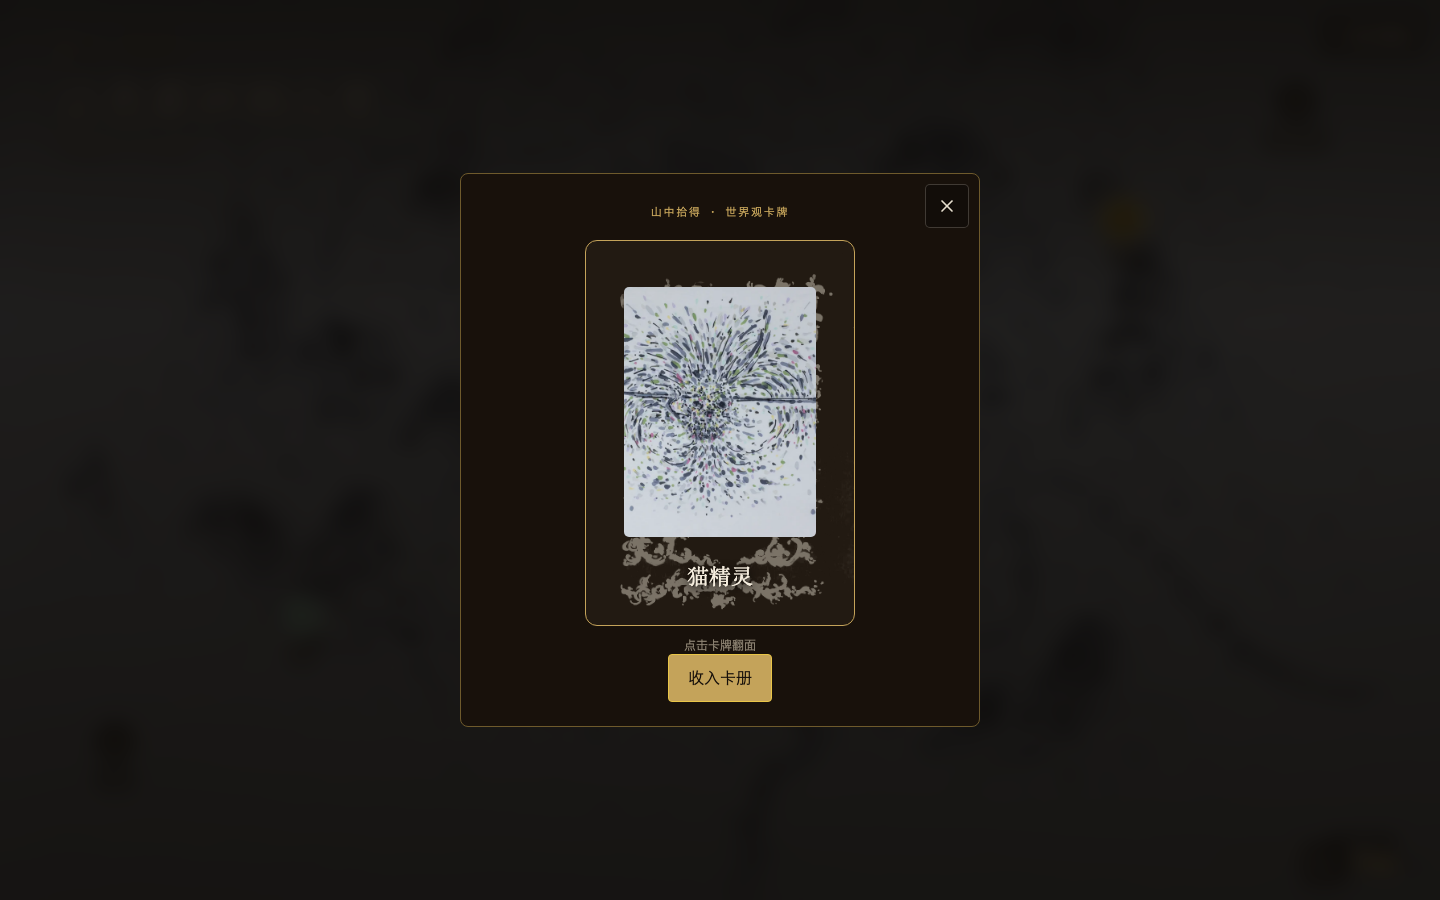 山中拾得 · 世界观卡牌
猫精灵
点击卡牌翻面
收入卡册